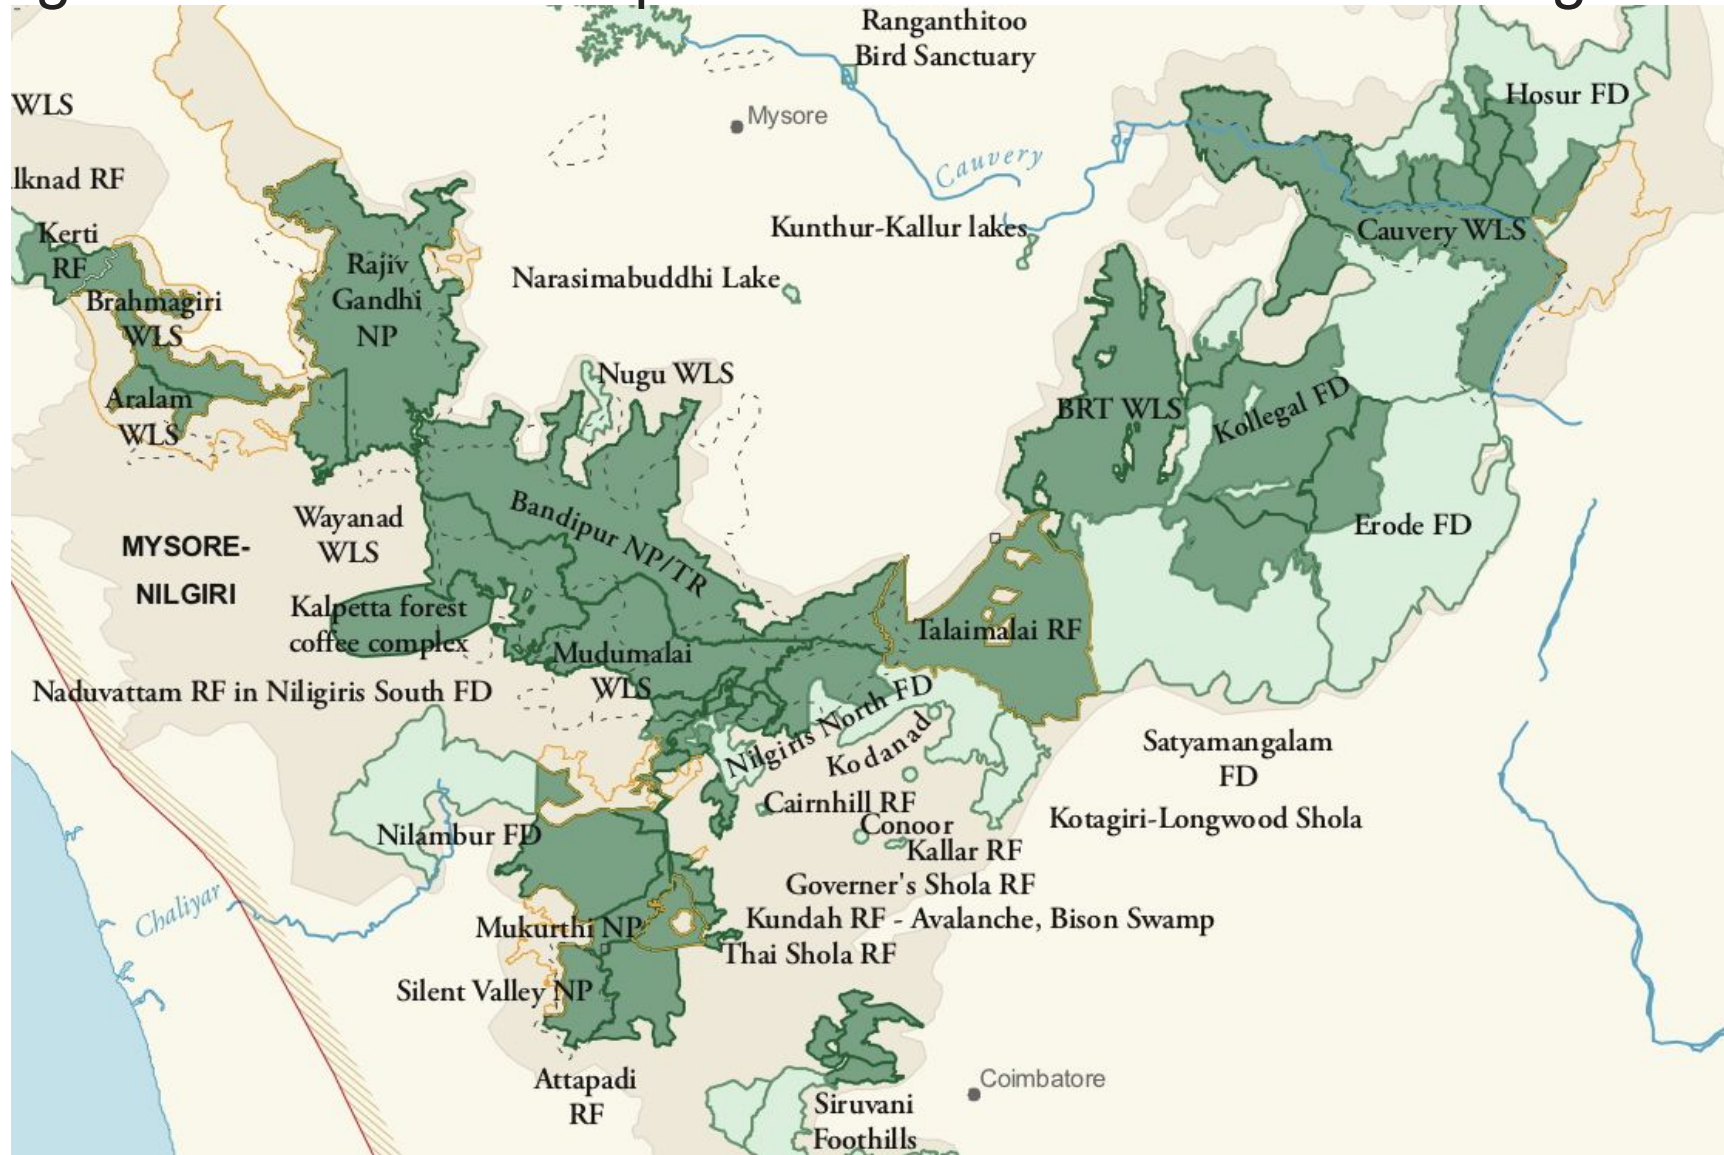 Ranganthitoo
Bird Sanctuary
Hosur FD
WLS
Mysore
Cauvery
lknad RF
Kerti
RF
Kunthur-Kallur lakes
Cauvery WLS
Rajiv
Gandhi
NP
Narasimabuddhi Lake
Brahmagiri
WLS
Nugu WLS
Aralam
WLS
BRT WLS
Kollegal FD
Bandipur NP/TR
Wayanad
WLS
Erode FD
MYSORE-
NILGIRI
Kalpetta forest
coffee complex
Talaimalai RF
Mudumalai
WLS
Naduvattam RF in Niligiris South FD
Nilgiris North FD
Kodanad
Satyamangalam
FD
Cairnhill RF
Conoor
Kotagiri-Longwood Shola
Nilambur FD
Kallar RF
Governer's Shola RF
Chaliyar
Mukurthi NP
Kundah RF - Avalanche, Bison Swamp
Thai Shola RF
Silent Valley NP
Attapadi
RF
Coimbatore
Siruvani
Foothills